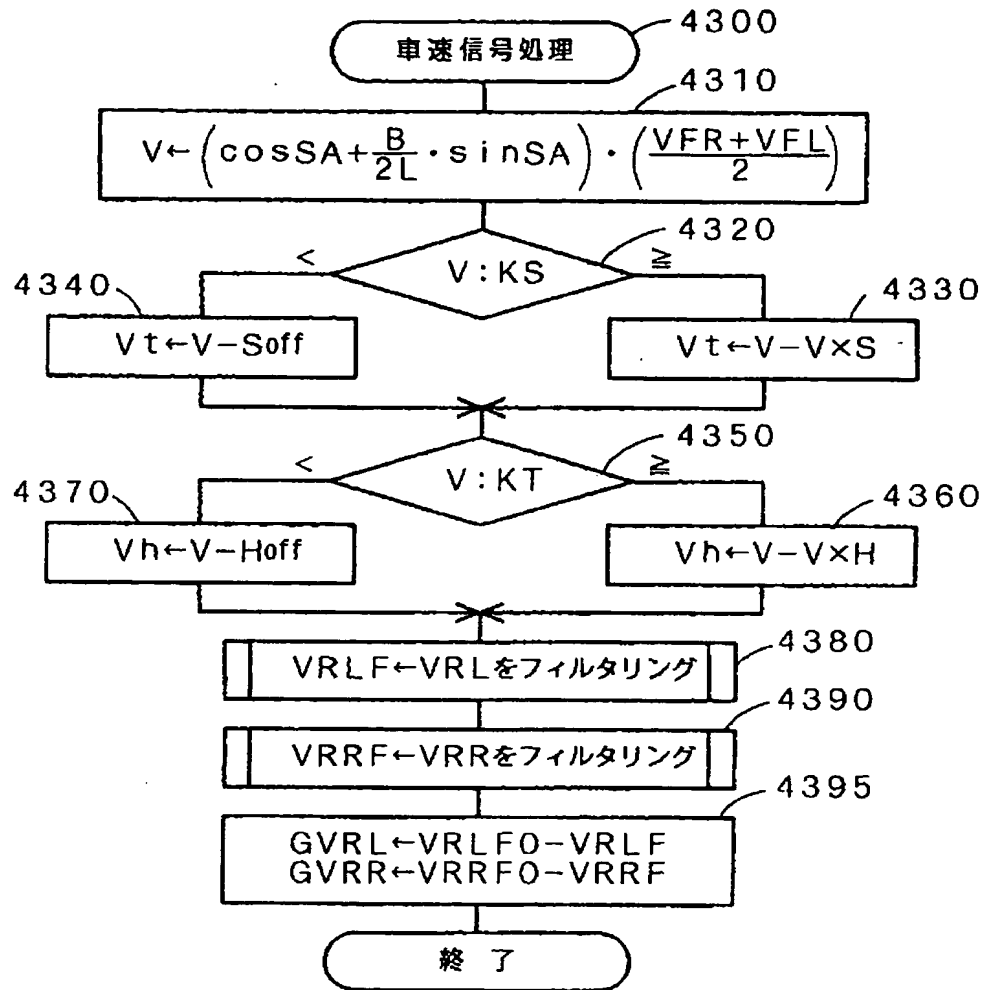 車速信号処理
4300
4310
V←(cosSA+B/2L·sinSA)·(VFR+VFL/2)
4320
< V:KS ≧
4340
4330
Vt←V-Soff
Vt←V-V×S
4350
< V:KT ≧
4370
4360
Vh←V-Hoff
Vh←V-V×H
4380
VRLF←VRLをフィルタリング
4390
VRRF←VRRをフィルタリング
4395
GVRL←VRLFO-VRLF
GVRR←VRRFO-VRRF
終了